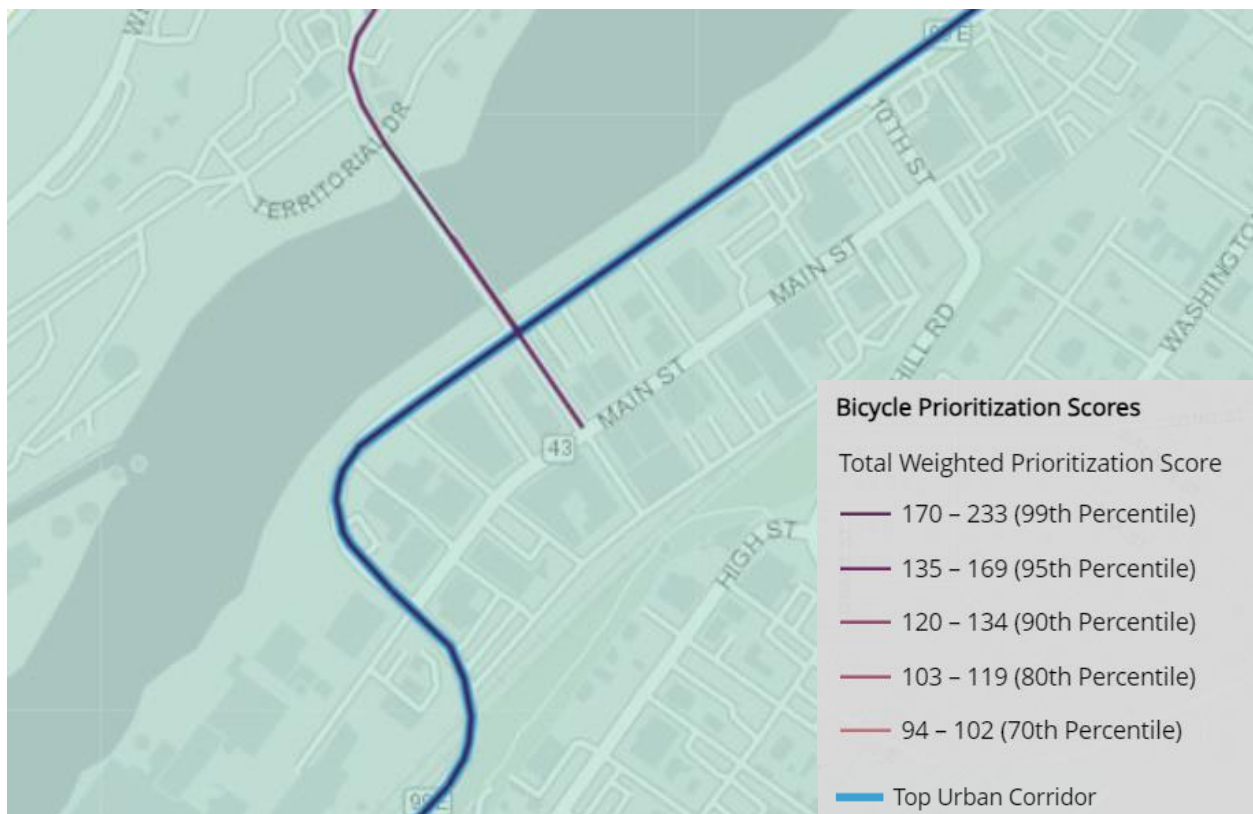 99E
10TH ST
TERRITORIAL DR
MAIN ST
WASHINGTON
HILL RD
MAIN ST
43
HIGH ST
99E
Bicycle Prioritization Scores
Total Weighted Prioritization Score
170 – 233 (99th Percentile)
135 – 169 (95th Percentile)
120 – 134 (90th Percentile)
103 – 119 (80th Percentile)
94 – 102 (70th Percentile)
Top Urban Corridor